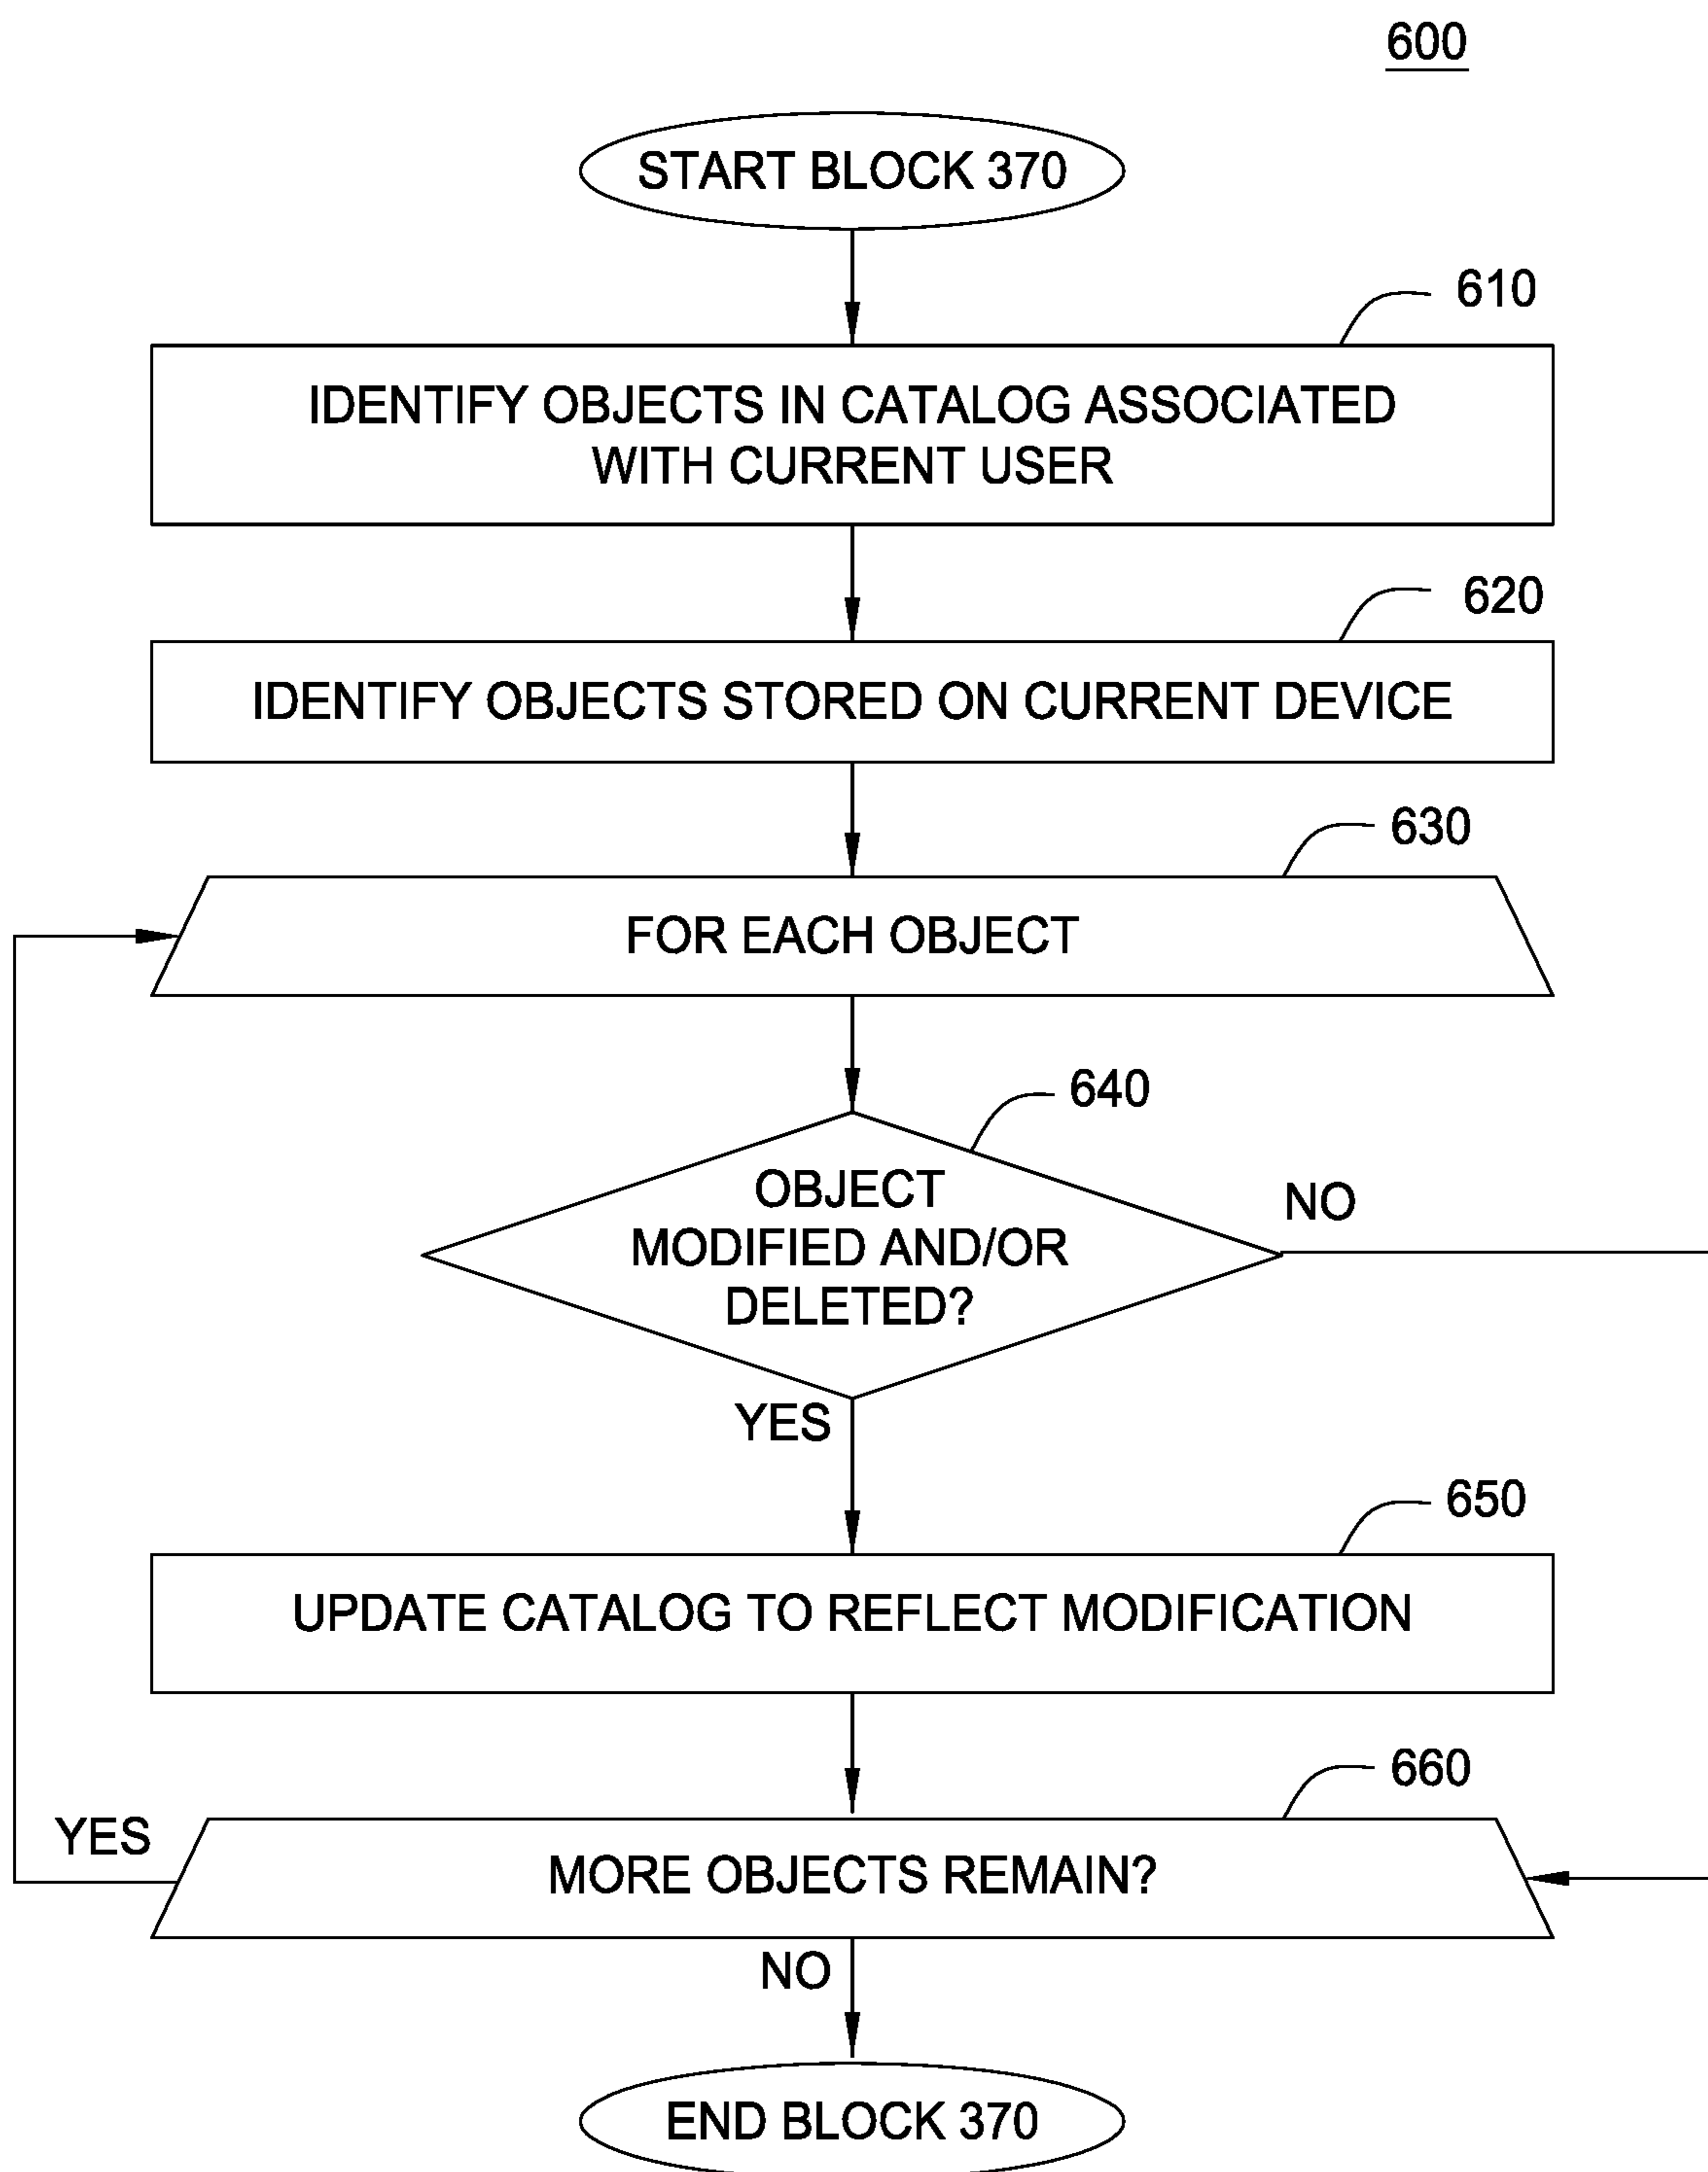 600
START BLOCK 370
610
IDENTIFY OBJECTS IN CATALOG ASSOCIATED
WITH CURRENT USER
620
IDENTIFY OBJECTS STORED ON CURRENT DEVICE
630
FOR EACH OBJECT
640
OBJECT
MODIFIED AND/OR
DELETED?
NO
YES
650
UPDATE CATALOG TO REFLECT MODIFICATION
660
YES
MORE OBJECTS REMAIN?
NO
END BLOCK 370